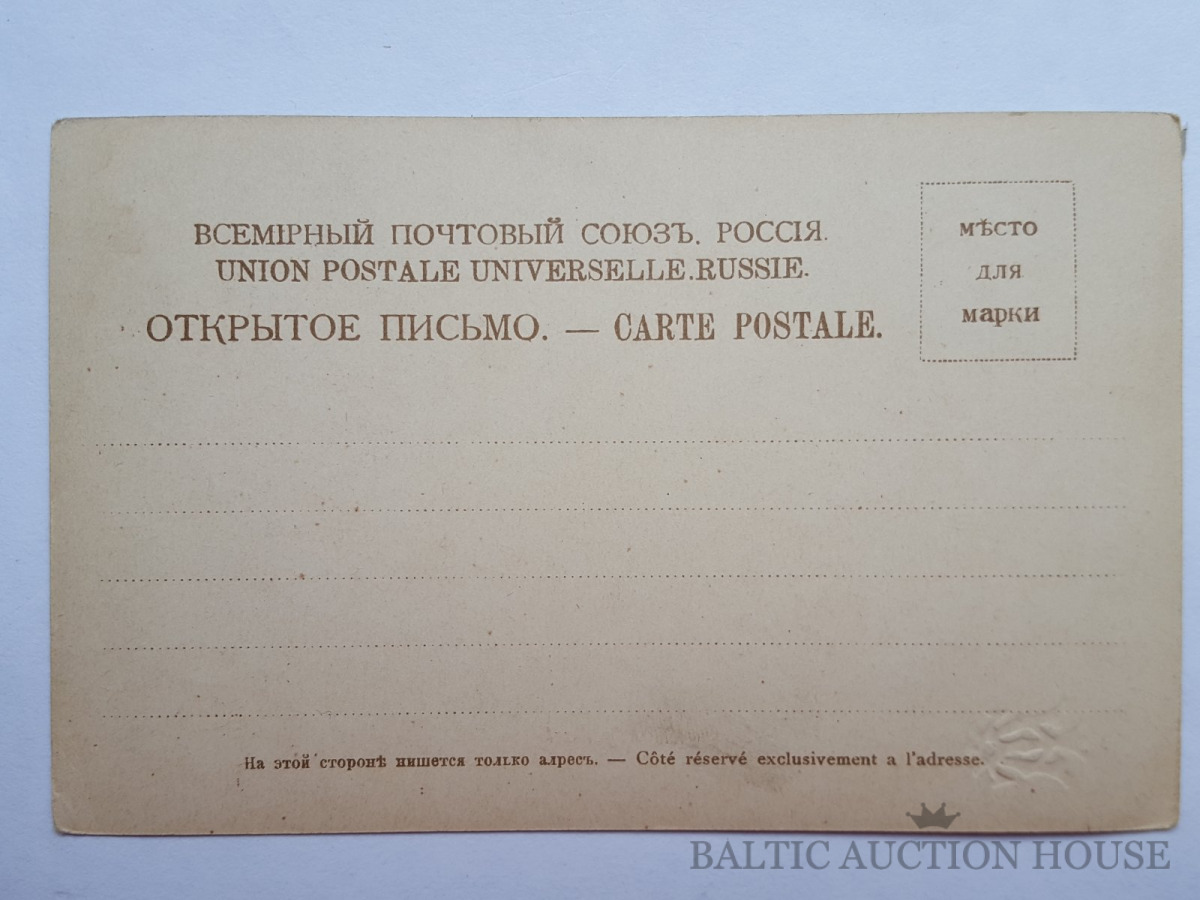 ВСЕМІРНЫЙ ПОЧТОВЫЙ СОЮЗЪ. РОССІЯ.
UNION POSTALE UNIVERSELLE.RUSSIE.
ОТКРЫТОЕ ПИСЬМО. — CARTE POSTALE.
мѣсто
для
марки
На этой сторонѣ пишется только адресъ. — Côté réservé exclusivement a l'adresse.
BALTIC AUCTION HOUSE